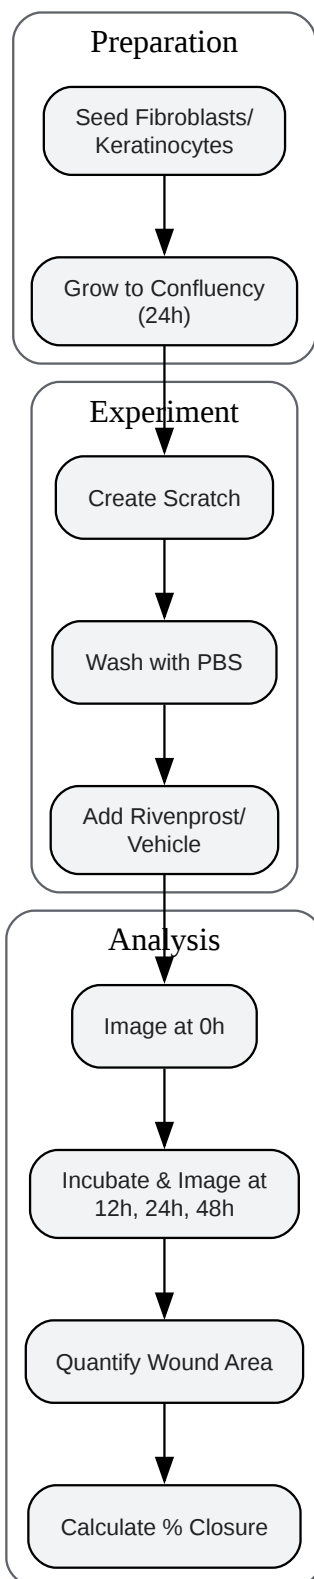 Preparation
Seed Fibroblasts/
Keratinocytes
Grow to Confluency
(24h)
Experiment
Create Scratch
Wash with PBS
Add Rivenprost/
Vehicle
Analysis
Image at 0h
Incubate & Image at
12h, 24h, 48h
Quantify Wound Area
Calculate % Closure